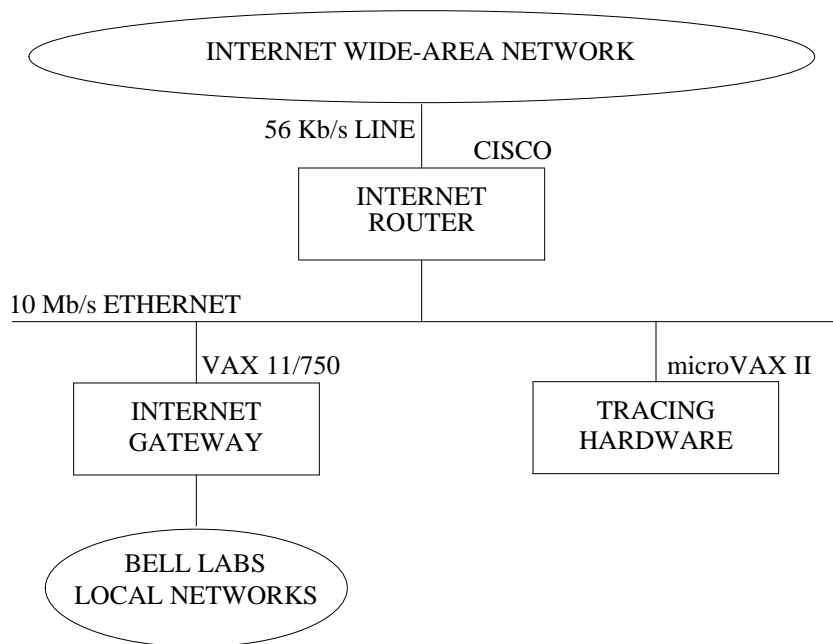 INTERNET WIDE-AREA NETWORK
56 Kb/s LINE
CISCO
INTERNET
ROUTER
10 Mb/s ETHERNET
VAX 11/750
microVAX II
INTERNET
GATEWAY
TRACING
HARDWARE
BELL LABS
LOCAL NETWORKS